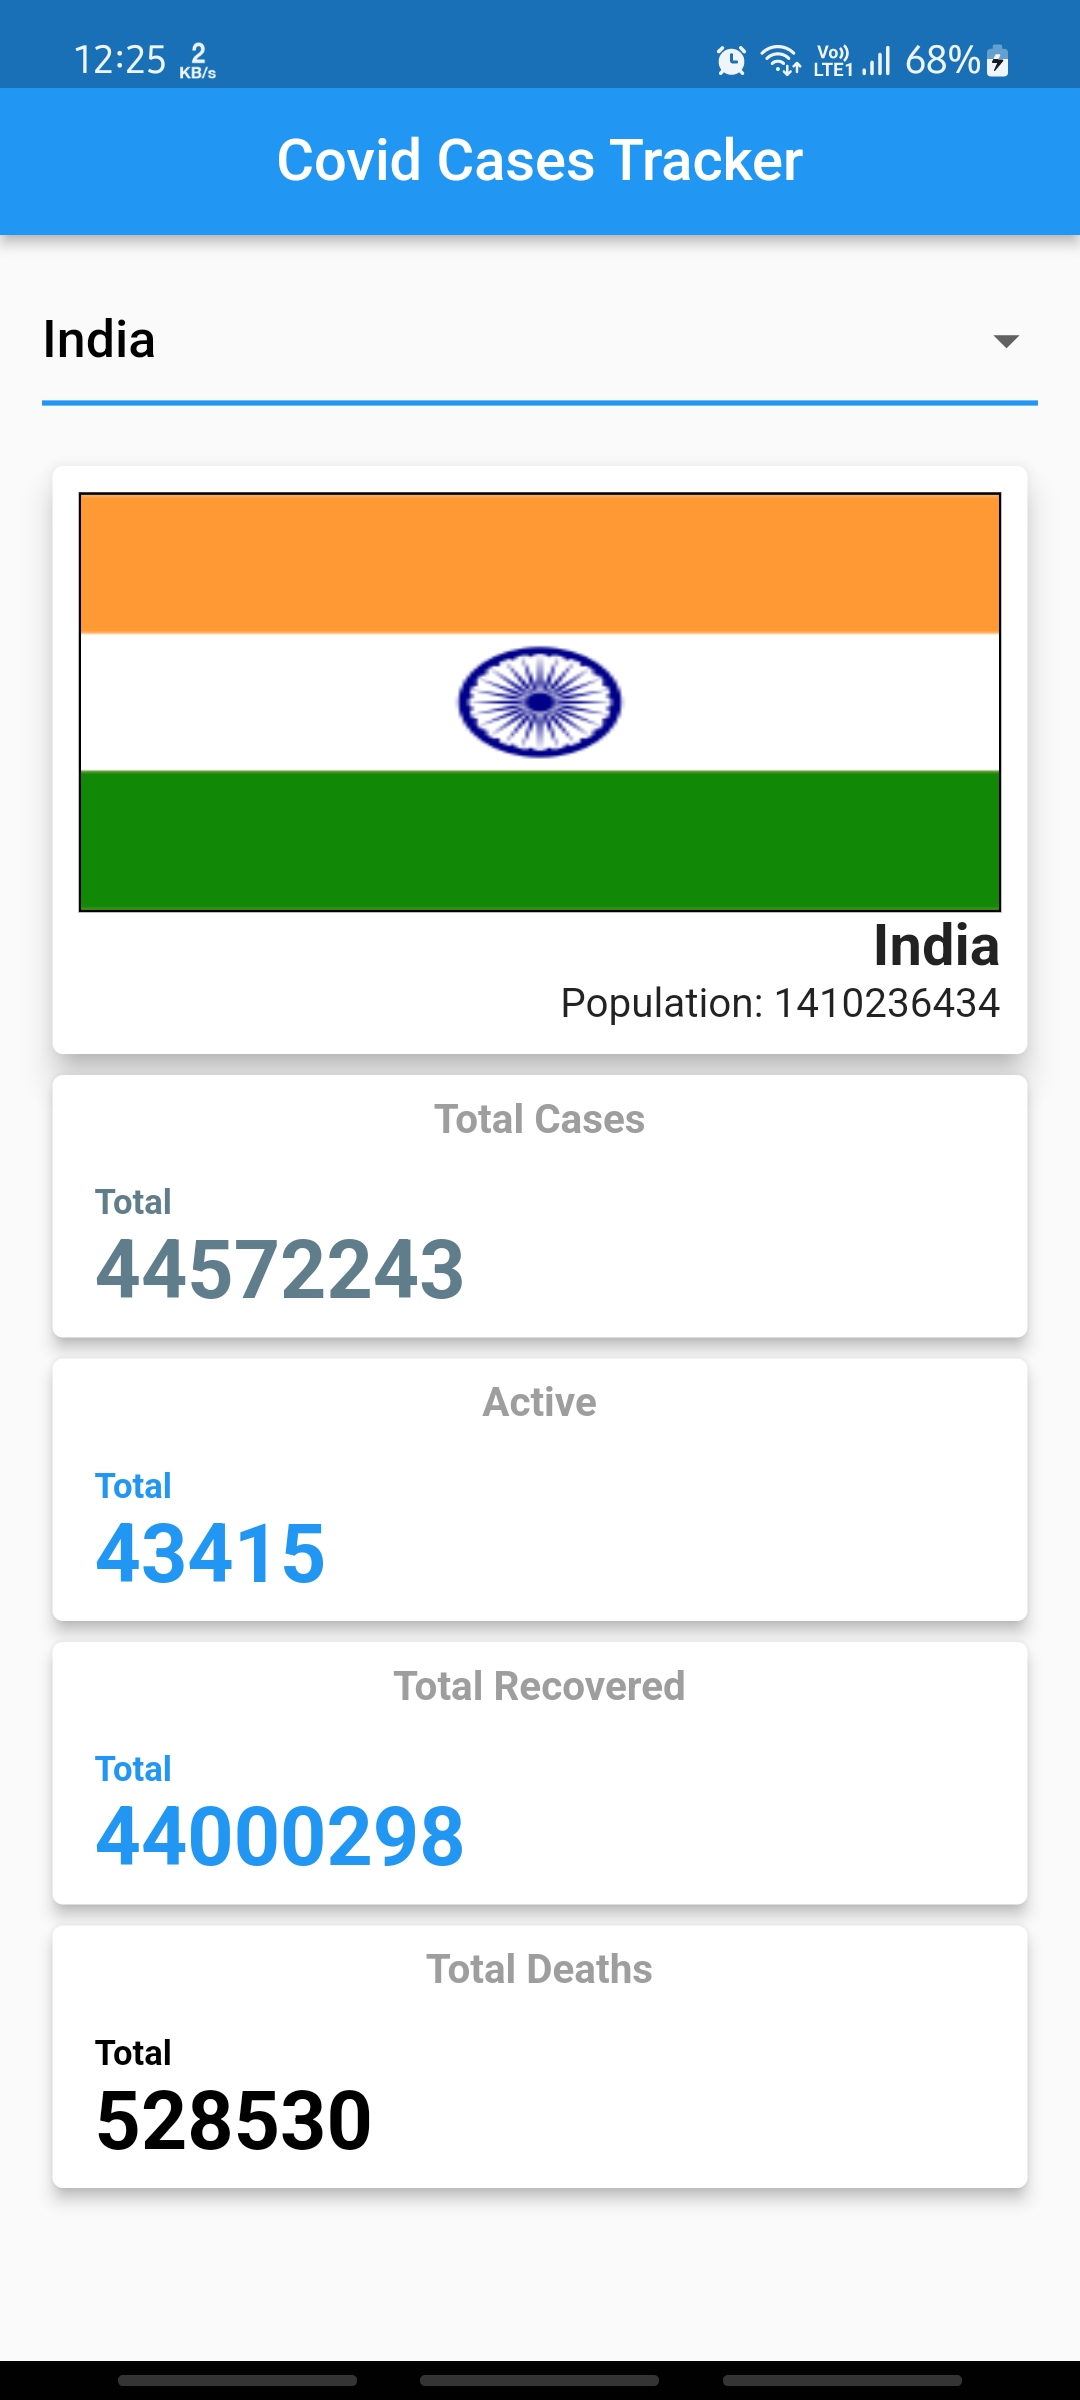 12:25 2 KB/s Vo)) LTE1 68%
Covid Cases Tracker
India
India
Population: 1410236434
Total Cases
Total
44572243
Active
Total
43415
Total Recovered
Total
44000298
Total Deaths
Total
528530